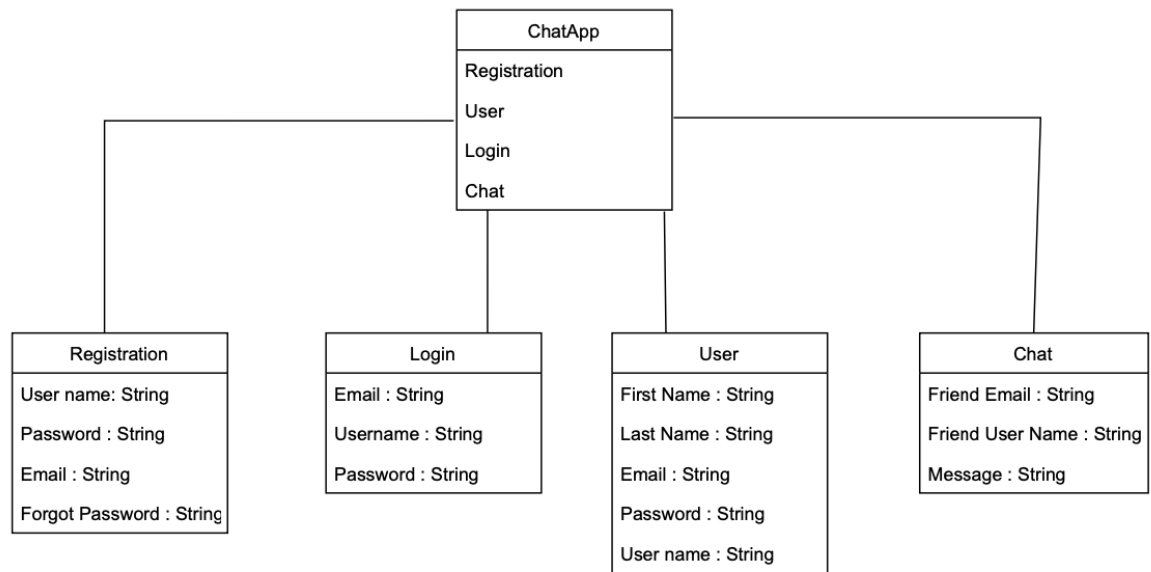 ChatApp
Registration
User
Login
Chat
Registration
User name: String
Password : String
Email : String
Forgot Password : String
Login
Email : String
Username : String
Password : String
User
First Name : String
Last Name : String
Email : String
Password : String
User name : String
Chat
Friend Email : String
Friend User Name : String
Message : String